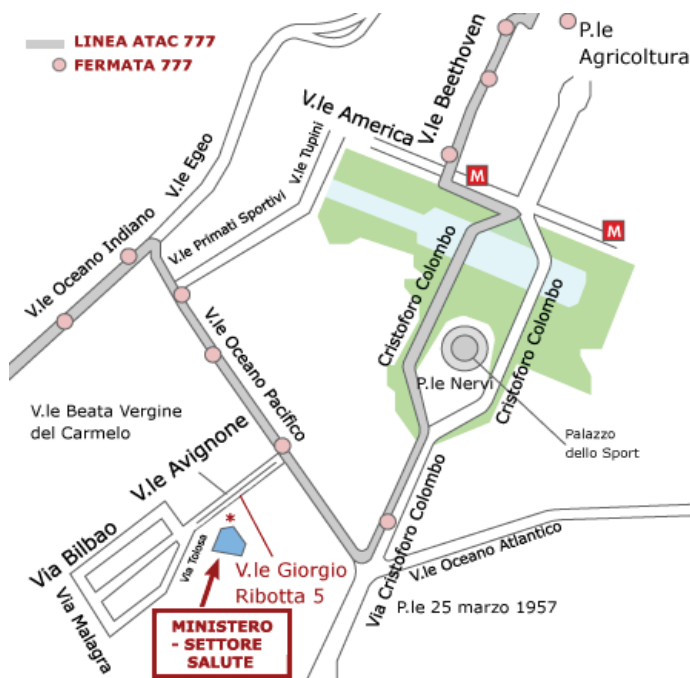 LINEA ATAC 777
FERMATA 777
P.le
Agricoltura
V.le Beethoven
V.le America
M
M
V.le Egeo
V.le Tupini
V.le Primati Sportivi
V.le Oceano Indiano
Cristoforo Colombo
Cristoforo Colombo
V.le Oceano Pacifico
P.le Nervi
Palazzo
dello Sport
V.le Beata Vergine
del Carmelo
V.le Avignone
Via Bilbao
Via Malagra
Via Tolosa
*
V.le Giorgio
Ribotta 5
MINISTERO
- SETTORE
SALUTE
Via Cristoforo Colombo
V.le Oceano Atlantico
P.le 25 marzo 1957